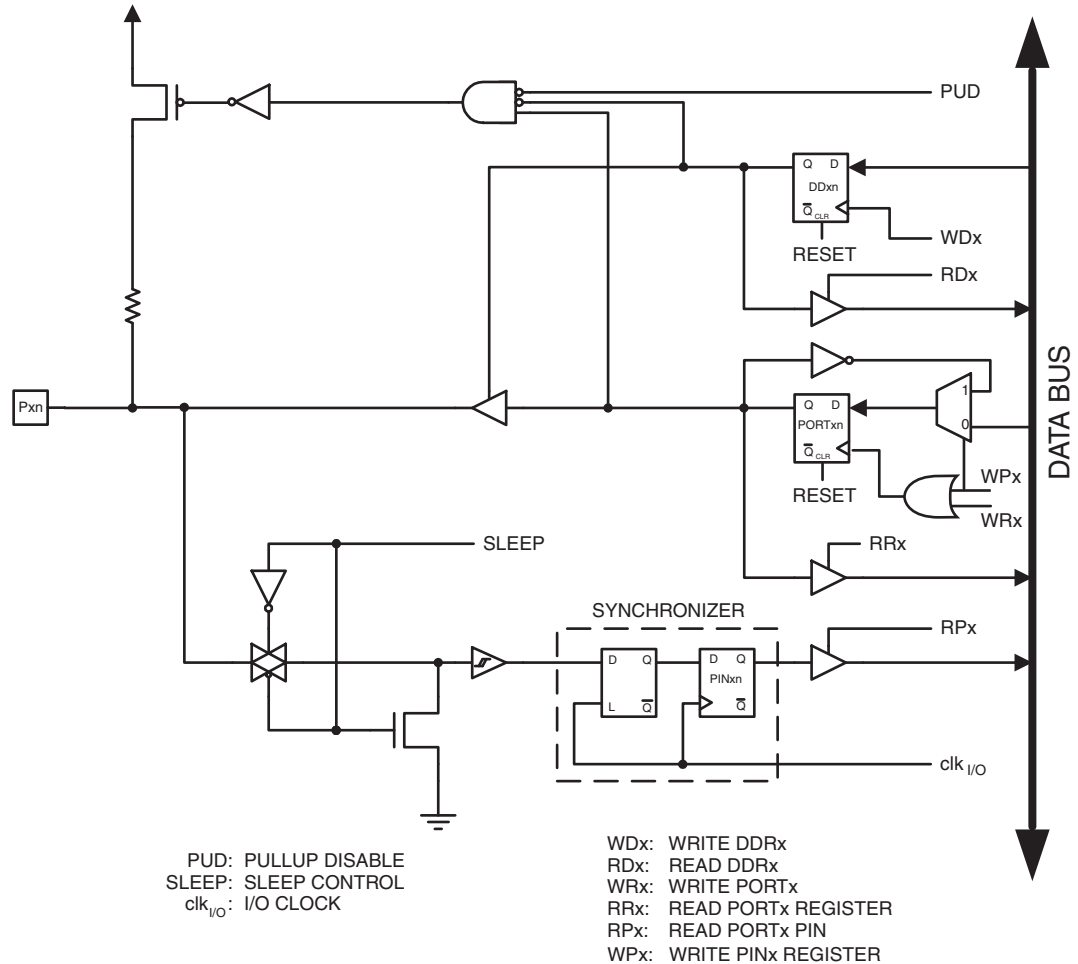 PUD
Q D
DDxn
Q CLR
WDx
RESET
RDx
Pxn
1
Q D
PORTxn
0
Q CLR
RESET
WPx
WRx
DATA BUS
SLEEP
RRx
SYNCHRONIZER
RPx
D Q
D Q
PINxn
L Q
Q
clk I/O
PUD: PULLUP DISABLE
SLEEP: SLEEP CONTROL
clk I/O: I/O CLOCK
WDx: WRITE DDRx
RDx: READ DDRx
WRx: WRITE PORTx
RRx: READ PORTx REGISTER
RPx: READ PORTx PIN
WPx: WRITE PINx REGISTER